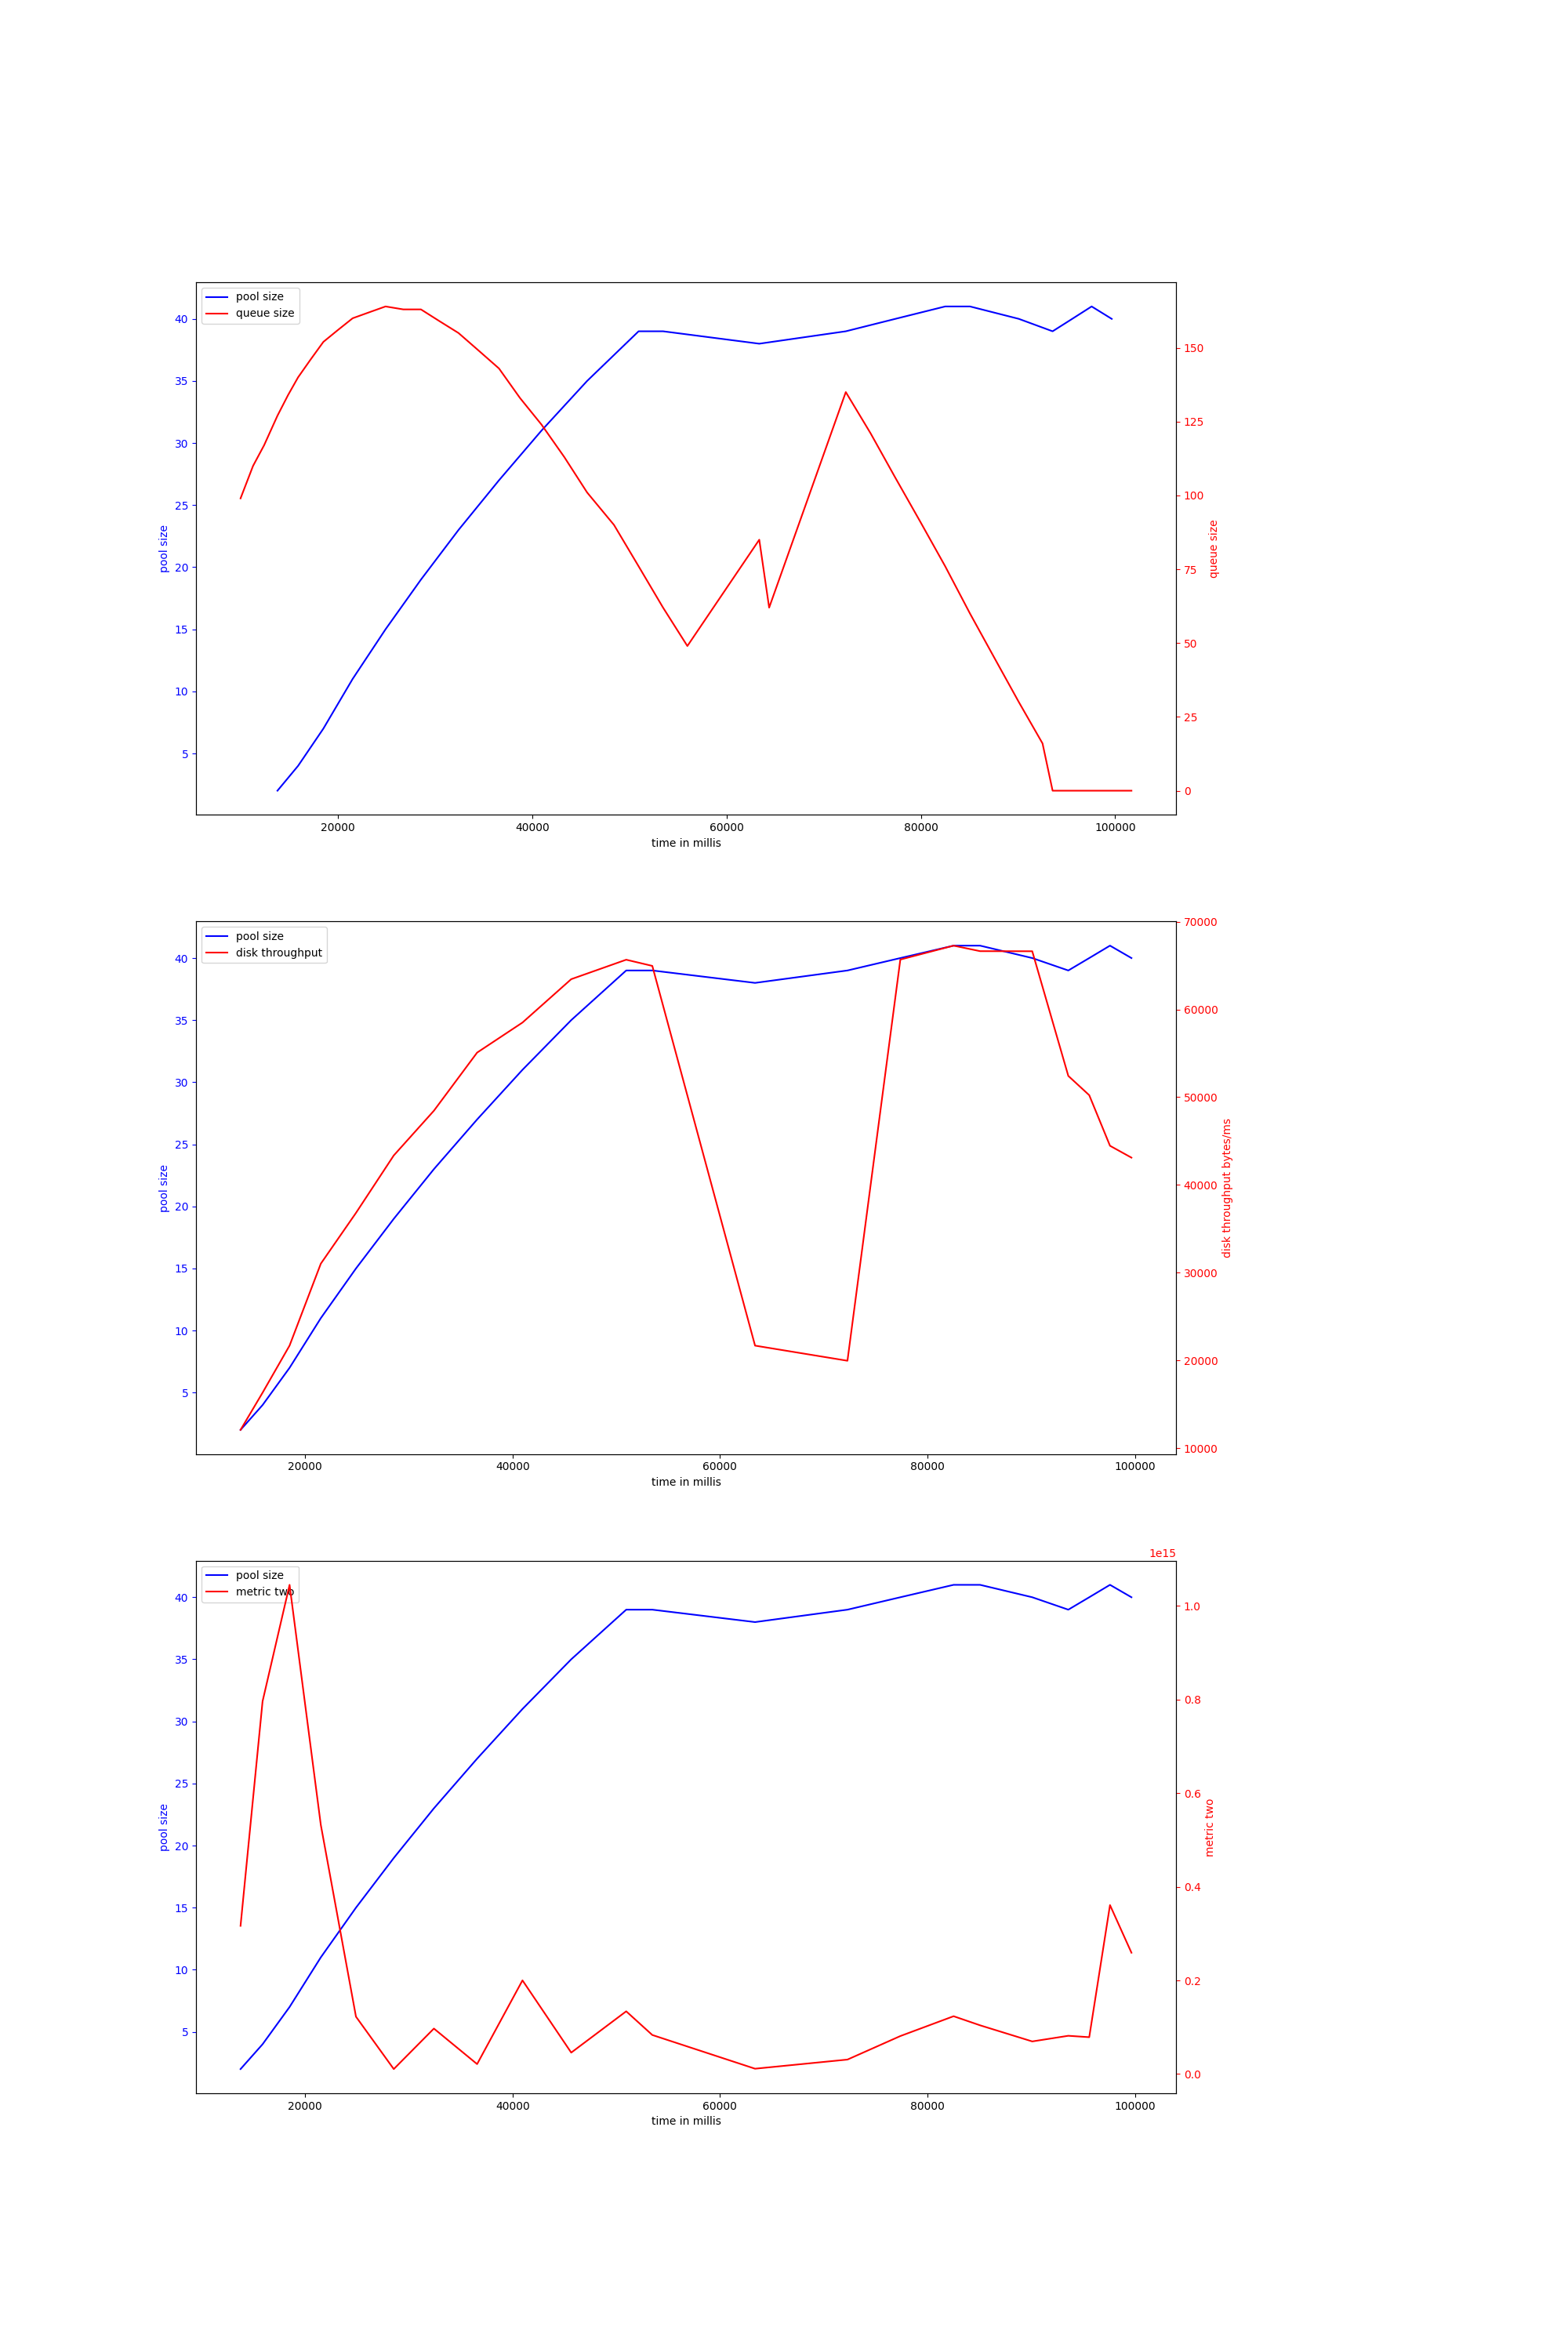 pool size
queue size
40
35
30
25
20
15
10
5
pool size
150
125
100
75
50
25
0
queue size
20000 40000 60000 80000 100000
time in millis
pool size
disk throughput
40
35
30
25
20
15
10
5
pool size
70000
60000
50000
40000
30000
20000
10000
disk throughput bytes/ms
20000 40000 60000 80000 100000
time in millis
1e15
pool size
metric two
40
35
30
25
20
15
10
5
pool size
1.0
0.8
0.6
0.4
0.2
0.0
metric two
20000 40000 60000 80000 100000
time in millis